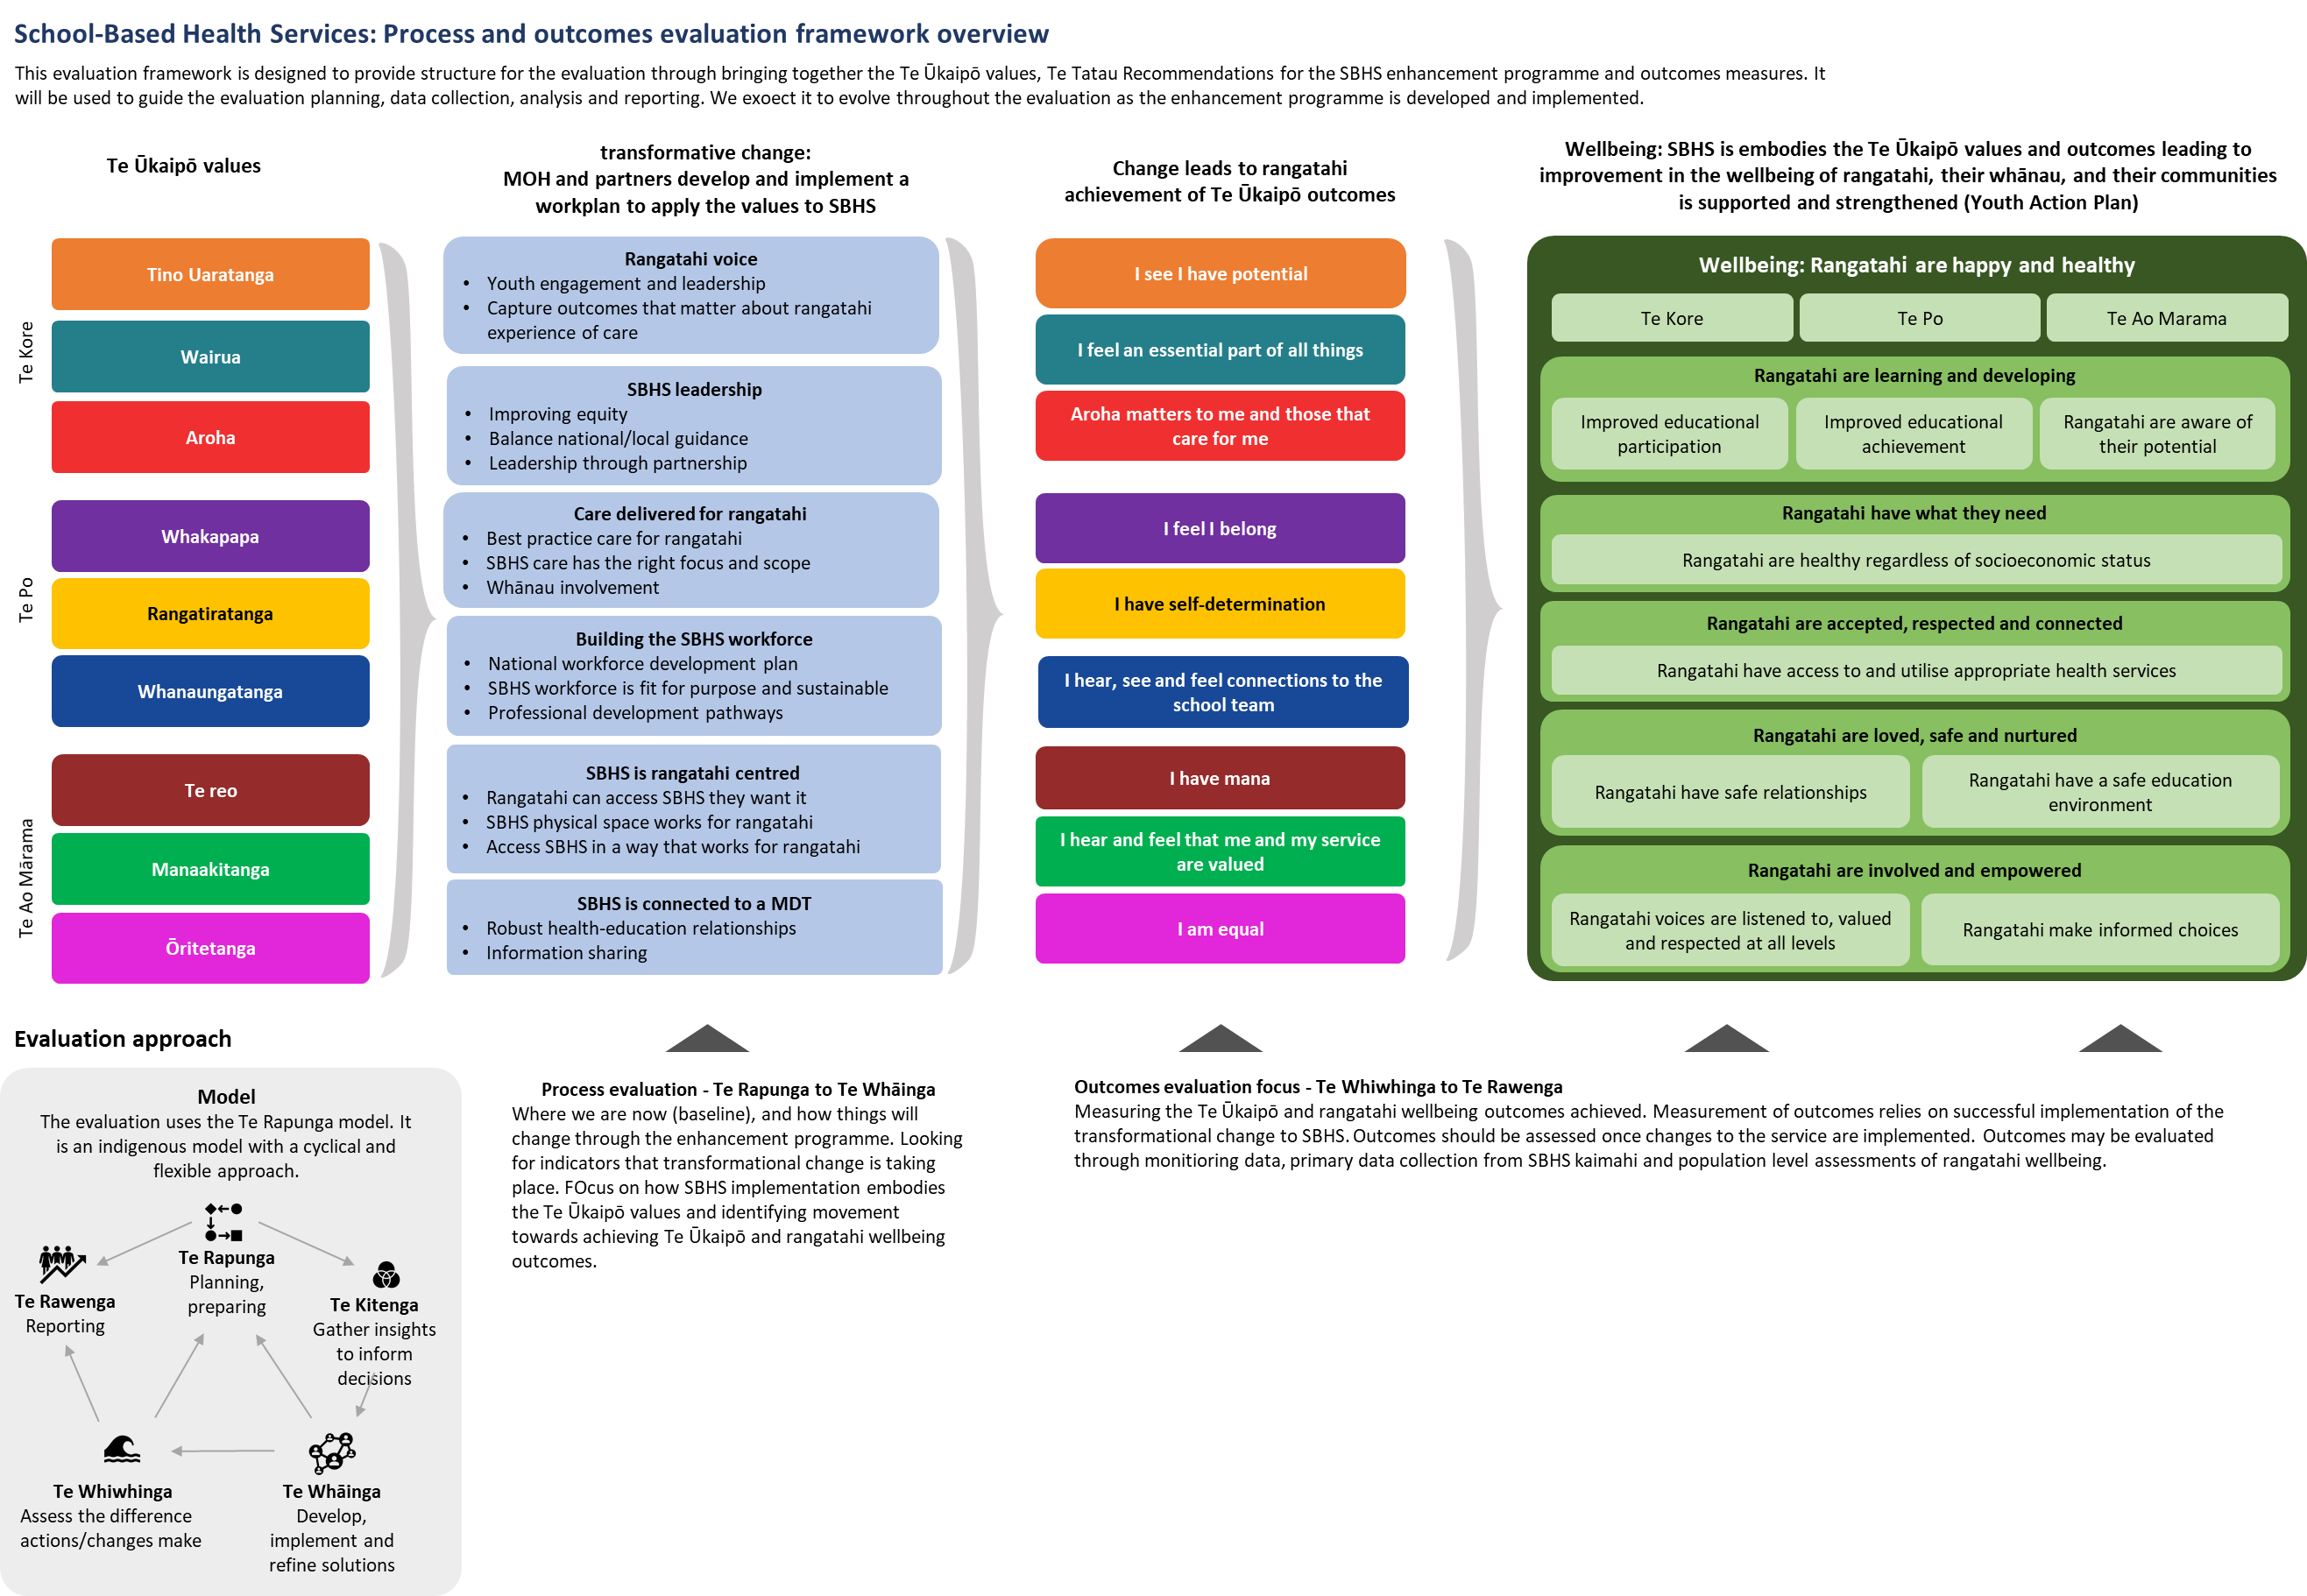 School-Based Health Services: Process and outcomes evaluation framework overview
This evaluation framework is designed to provide structure for the evaluation through bringing together the Te Ūkaipō values, Te Tatau Recommendations for the SBHS enhancement programme and outcomes measures. It
will be used to guide the evaluation planning, data collection, analysis and reporting. We exoect it to evolve throughout the evaluation as the enhancement programme is developed and implemented.
Te Ūkaipō values
Te Kore
Tino Uaratanga
Wairua
Aroha
Te Po
Whakapapa
Rangatiratanga
Whanaungatanga
Te Ao Mārama
Te reo
Manaakitanga
Ōritetanga
transformative change:
MOH and partners develop and implement a
workplan to apply the values to SBHS
Rangatahi voice
• Youth engagement and leadership
• Capture outcomes that matter about rangatahi
experience of care
SBHS leadership
• Improving equity
• Balance national/local guidance
• Leadership through partnership
Care delivered for rangatahi
• Best practice care for rangatahi
• SBHS care has the right focus and scope
• Whānau involvement
Building the SBHS workforce
• National workforce development plan
• SBHS workforce is fit for purpose and sustainable
• Professional development pathways
SBHS is rangatahi centred
• Rangatahi can access SBHS they want it
• SBHS physical space works for rangatahi
• Access SBHS in a way that works for rangatahi
SBHS is connected to a MDT
• Robust health-education relationships
• Information sharing
Change leads to rangatahi
achievement of Te Ūkaipō outcomes
I see I have potential
I feel an essential part of all things
Aroha matters to me and those that
care for me
I feel I belong
I have self-determination
I hear, see and feel connections to the
school team
I have mana
I hear and feel that me and my service
are valued
I am equal
Wellbeing: SBHS is embodies the Te Ūkaipō values and outcomes leading to
improvement in the wellbeing of rangatahi, their whānau, and their communities
is supported and strengthened (Youth Action Plan)
Wellbeing: Rangatahi are happy and healthy
Te Kore
Te Po
Te Ao Marama
Rangatahi are learning and developing
Improved educational
participation
Improved educational
achievement
Rangatahi are aware of
their potential
Rangatahi have what they need
Rangatahi are healthy regardless of socioeconomic status
Rangatahi are accepted, respected and connected
Rangatahi have access to and utilise appropriate health services
Rangatahi are loved, safe and nurtured
Rangatahi have safe relationships
Rangatahi have a safe education
environment
Rangatahi are involved and empowered
Rangatahi voices are listened to, valued
and respected at all levels
Rangatahi make informed choices
Evaluation approach
Model
The evaluation uses the Te Rapunga model. It
is an indigenous model with a cyclical and
flexible approach.
Te Rapunga
Planning,
preparing
Te Rawenga
Reporting
Te Kitenga
Gather insights
to inform
decisions
Te Whiwhinga
Assess the difference
actions/changes make
Te Whāinga
Develop,
implement and
refine solutions
Process evaluation - Te Rapunga to Te Whāinga
Where we are now (baseline), and how things will
change through the enhancement programme. Looking
for indicators that transformational change is taking
place. FOcus on how SBHS implementation embodies
the Te Ūkaipō values and identifying movement
towards achieving Te Ūkaipō and rangatahi wellbeing
outcomes.
Outcomes evaluation focus - Te Whiwhinga to Te Rawenga
Measuring the Te Ūkaipō and rangatahi wellbeing outcomes achieved. Measurement of outcomes relies on successful implementation of the
transformational change to SBHS. Outcomes should be assessed once changes to the service are implemented. Outcomes may be evaluated
through monitioring data, primary data collection from SBHS kaimahi and population level assessments of rangatahi wellbeing.